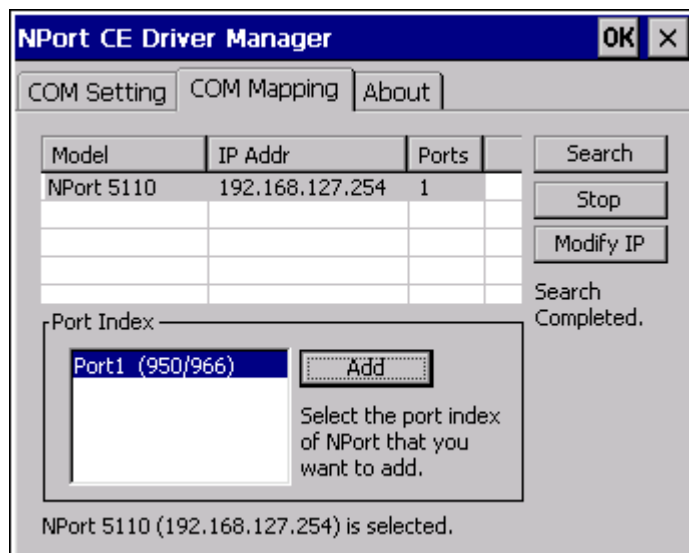 NPort CE Driver Manager OK ×
COM Setting COM Mapping About
Model IP Addr Ports Search
NPort 5110 192.168.127.254 1
Stop
Modify IP
Search
Completed.
Port Index
Port1 (950/966) Add
Select the port index
of NPort that you
want to add.
NPort 5110 (192.168.127.254) is selected.